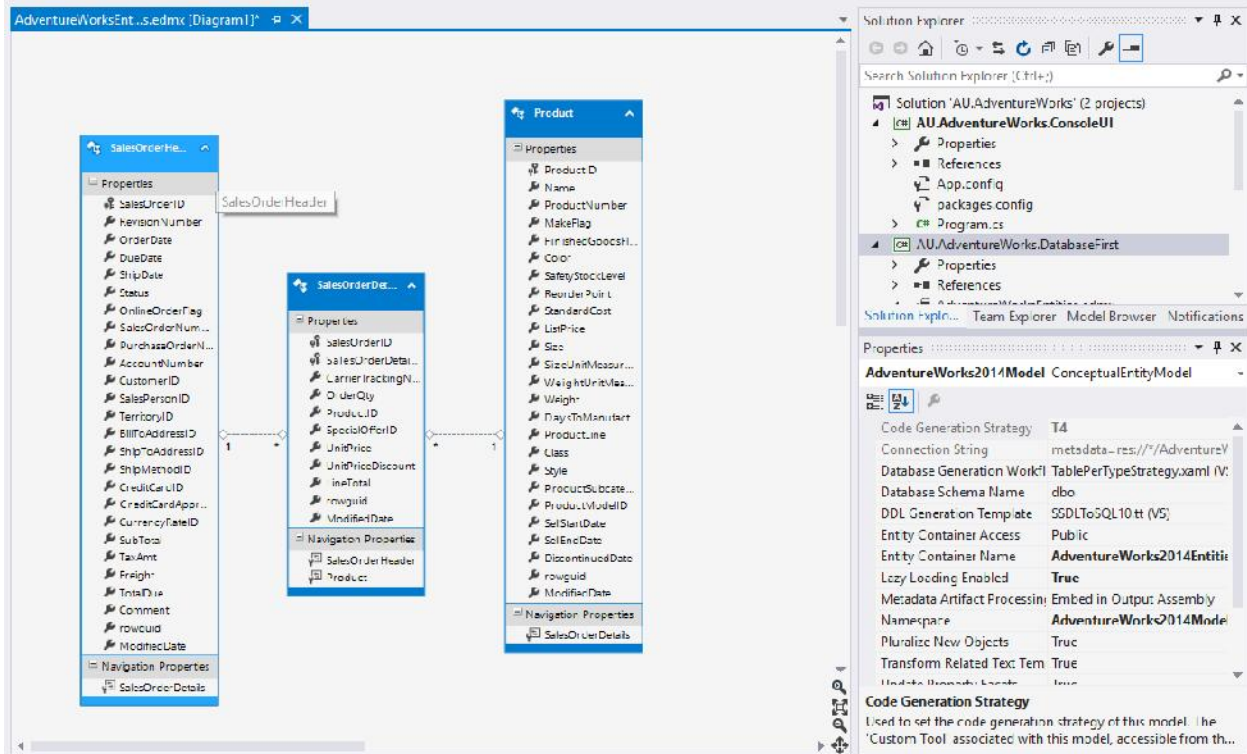 AdventureWorksEnt...s.edmx [Diagram1]*
SalesOrderHe...
Properties
SalesOrderID
RevisionNumber
OrderDate
DueDate
ShipDate
Status
OnlineOrderFlag
SalesOrderNum...
PurchaseOrderN...
AccountNumber
CustomerID
SalesPersonID
TerritoryID
BillToAddressID
ShipToAddressID
ShipMethodID
CreditCardID
CreditCardAppr...
CurrencyRateID
SubTotal
TaxAmt
Freight
TotalDue
Comment
rowguid
ModifiedDate
Navigation Properties
SalesOrderDetails
SalesOrderHeader
1
*
SalesOrderDet...
Properties
SalesOrderID
SalesOrderDetai...
CarrierTrackingN...
OrderQty
ProductID
SpecialOfferID
UnitPrice
UnitPriceDiscount
LineTotal
rowguid
ModifiedDate
Navigation Properties
SalesOrderHeader
Product
*
1
Product
Properties
ProductID
Name
ProductNumber
MakeFlag
FinishedGoodsFl...
Color
SafetyStockLevel
ReorderPoint
StandardCost
ListPrice
Size
SizeUnitMeasur...
WeightUnitMea...
Weight
DaysToManufact...
ProductLine
Class
Style
ProductSubcate...
ProductModelID
SellStartDate
SellEndDate
DiscontinuedDate
rowguid
ModifiedDate
Navigation Properties
SalesOrderDetails
Solution Explorer
Search Solution Explorer (Ctrl+;)
Solution 'AU.AdventureWorks' (2 projects)
AU.AdventureWorks.ConsoleUI
Properties
References
App.config
packages.config
C# Program.cs
AU.AdventureWorks.DatabaseFirst
Properties
References
AdventureWorksEntities.edmx
Solution Explo... Team Explorer Model Browser Notifications
Properties
AdventureWorks2014Model ConceptualEntityModel
Code Generation Strategy T4
Connection String metadata=res://*/AdventureW
Database Generation Workfl TablePerTypeStrategy.xaml (VS
Database Schema Name dbo
DDL Generation Template SSDLToSQL10.tt (VS)
Entity Container Access Public
Entity Container Name AdventureWorks2014Entitie
Lazy Loading Enabled True
Metadata Artifact Processing Embed in Output Assembly
Namespace AdventureWorks2014Model
Pluralize New Objects True
Transform Related Text Tem True
Update Property Facets True
Code Generation Strategy
Used to set the code generation strategy of this model. The
'Custom Tool' associated with this model, accessible from th...